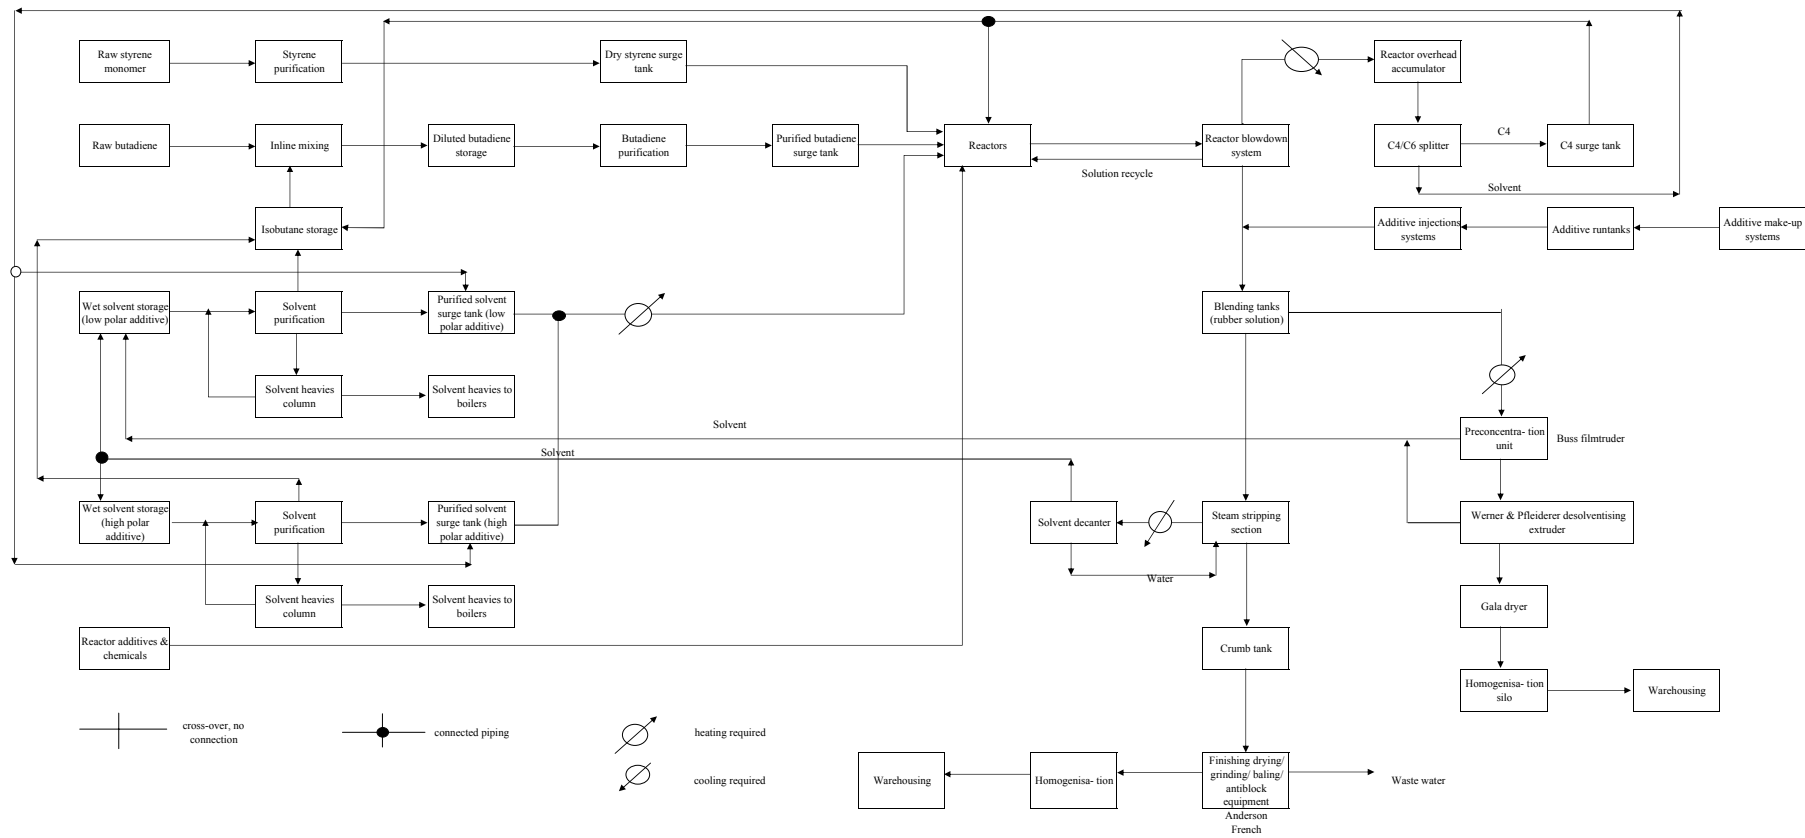 Raw styrene
monomer
Styrene
purification
Dry styrene surge
tank
Reactor overhead
accumulator
Raw butadiene
Inline mixing
Diluted butadiene
storage
Butadiene
purification
Purified butadiene
surge tank
Reactors
Reactor blowdown
system
C4/C6 splitter
C4
C4 surge tank
Solution recycle
Solvent
Isobutane storage
Additive injections
systems
Additive runtanks
Additive make-up
systems
Wet solvent storage
(low polar additive)
Solvent
purification
Purified solvent
surge tank (low
polar additive)
Blending tanks
(rubber solution)
Solvent heavies
column
Solvent heavies to
boilers
Solvent
Preconcentra- tion
unit
Buss filmtruder
Solvent
Wet solvent storage
(high polar
additive)
Solvent
purification
Purified solvent
surge tank (high
polar additive)
Solvent decanter
Steam stripping
section
Werner & Pfleiderer desolventising
extruder
Water
Solvent heavies
column
Solvent heavies to
boilers
Gala dryer
Reactor additives &
chemicals
Crumb tank
Homogenisa- tion
silo
Warehousing
cross-over, no
connection
connected piping
heating required
cooling required
Warehousing
Homogenisa- tion
Finishing drying/
grinding/ baling/
antiblock
equipment
Anderson
French
Waste water